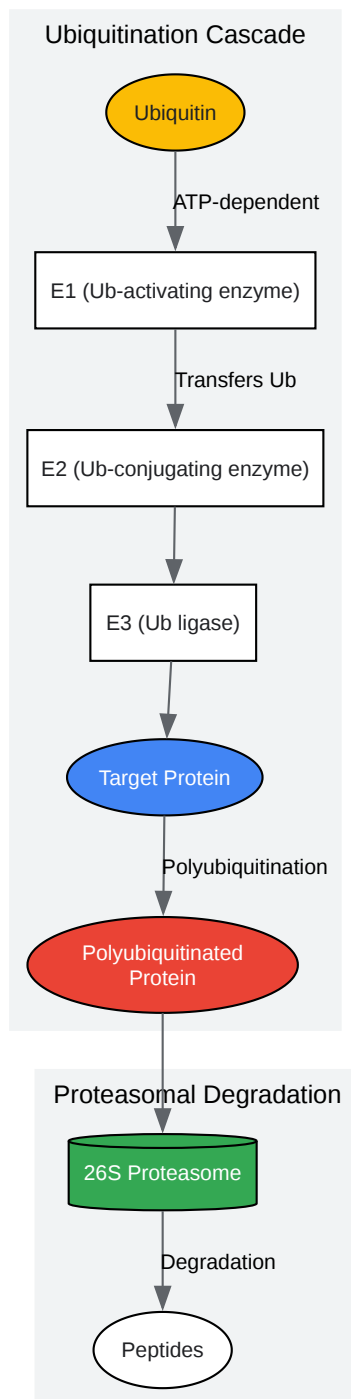 Ubiquitination Cascade
Ubiquitin
ATP-dependent
E1 (Ub-activating enzyme)
Transfers Ub
E2 (Ub-conjugating enzyme)
E3 (Ub ligase)
Target Protein
Polyubiquitination
Polyubiquitinated
Protein
Proteasomal Degradation
26S Proteasome
Degradation
Peptides